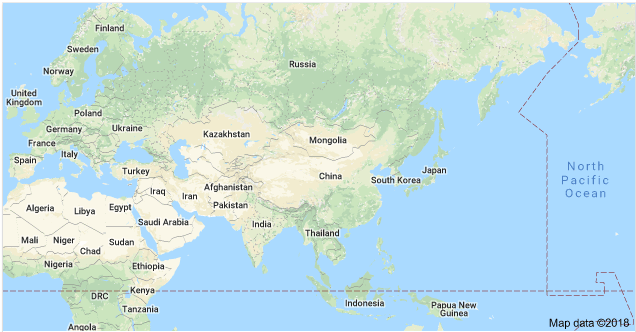 Finland
Sweden
Russia
Norway
United
Kingdom
Poland
Germany
Ukraine
Kazakhstan
Mongolia
France
Italy
Spain
Turkey
China
Japan
South Korea
North
Pacific
Ocean
Iraq
Iran
Afghanistan
Pakistan
Algeria
Libya
Egypt
Saudi Arabia
India
Thailand
Mali
Niger
Chad
Sudan
Nigeria
Ethiopia
DRC
Kenya
Tanzania
Indonesia
Papua New
Guinea
Angola
Map data ©2018